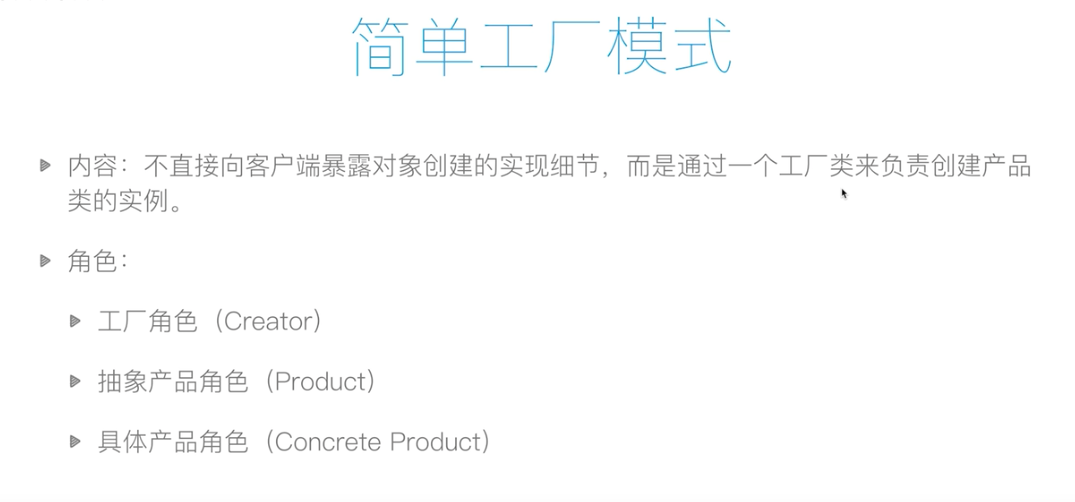 简单工厂模式
内容：不直接向客户端暴露对象创建的实现细节，而是通过一个工厂类来负责创建产品
类的实例。
角色：
工厂角色（Creator）
抽象产品角色（Product）
具体产品角色（Concrete Product）